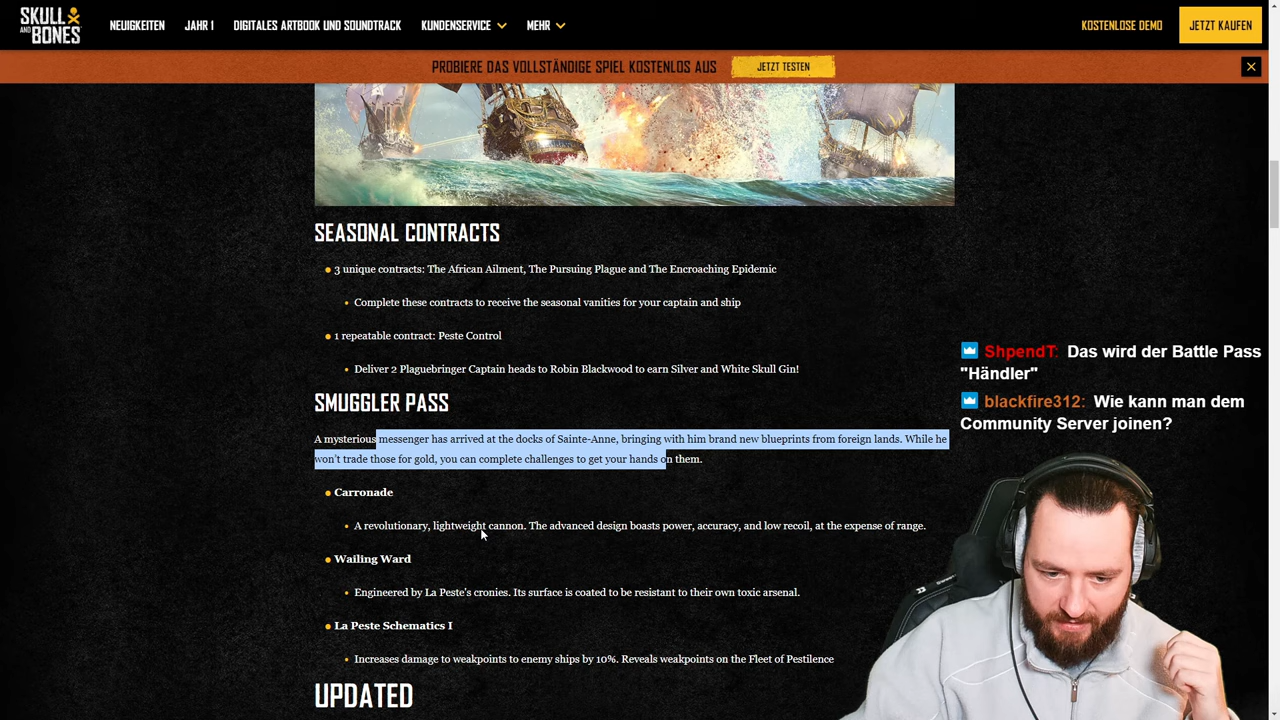 SKULL
AND BONES
NEUIGKEITEN
JAHR 1
DIGITALES ARTBOOK UND SOUNDTRACK
KUNDENSERVICE
MEHR
KOSTENLOSE DEMO
JETZT KAUFEN
PROBIERE DAS VOLLSTÄNDIGE SPIEL KOSTENLOS AUS
JETZT TESTEN
SEASONAL CONTRACTS
3 unique contracts: The African Ailment, The Pursuing Plague and The Encroaching Epidemic
Complete these contracts to receive the seasonal vanities for your captain and ship
1 repeatable contract: Peste Control
Deliver 2 Plaguebringer Captain heads to Robin Blackwood to earn Silver and White Skull Gin!
SMUGGLER PASS
A mysterious messenger has arrived at the docks of Sainte-Anne, bringing with him brand new blueprints from foreign lands. While he
won't trade those for gold, you can complete challenges to get your hands on them.
Carronade
A revolutionary, lightweight cannon. The advanced design boasts power, accuracy, and low recoil, at the expense of range.
Wailing Ward
Engineered by La Peste's cronies. Its surface is coated to be resistant to their own toxic arsenal.
La Peste Schematics I
Increases damage to weakpoints to enemy ships by 10%. Reveals weakpoints on the Fleet of Pestilence
UPDATED
ShpendT: Das wird der Battle Pass
"Händler"
blackfire312: Wie kann man dem
Community Server joinen?